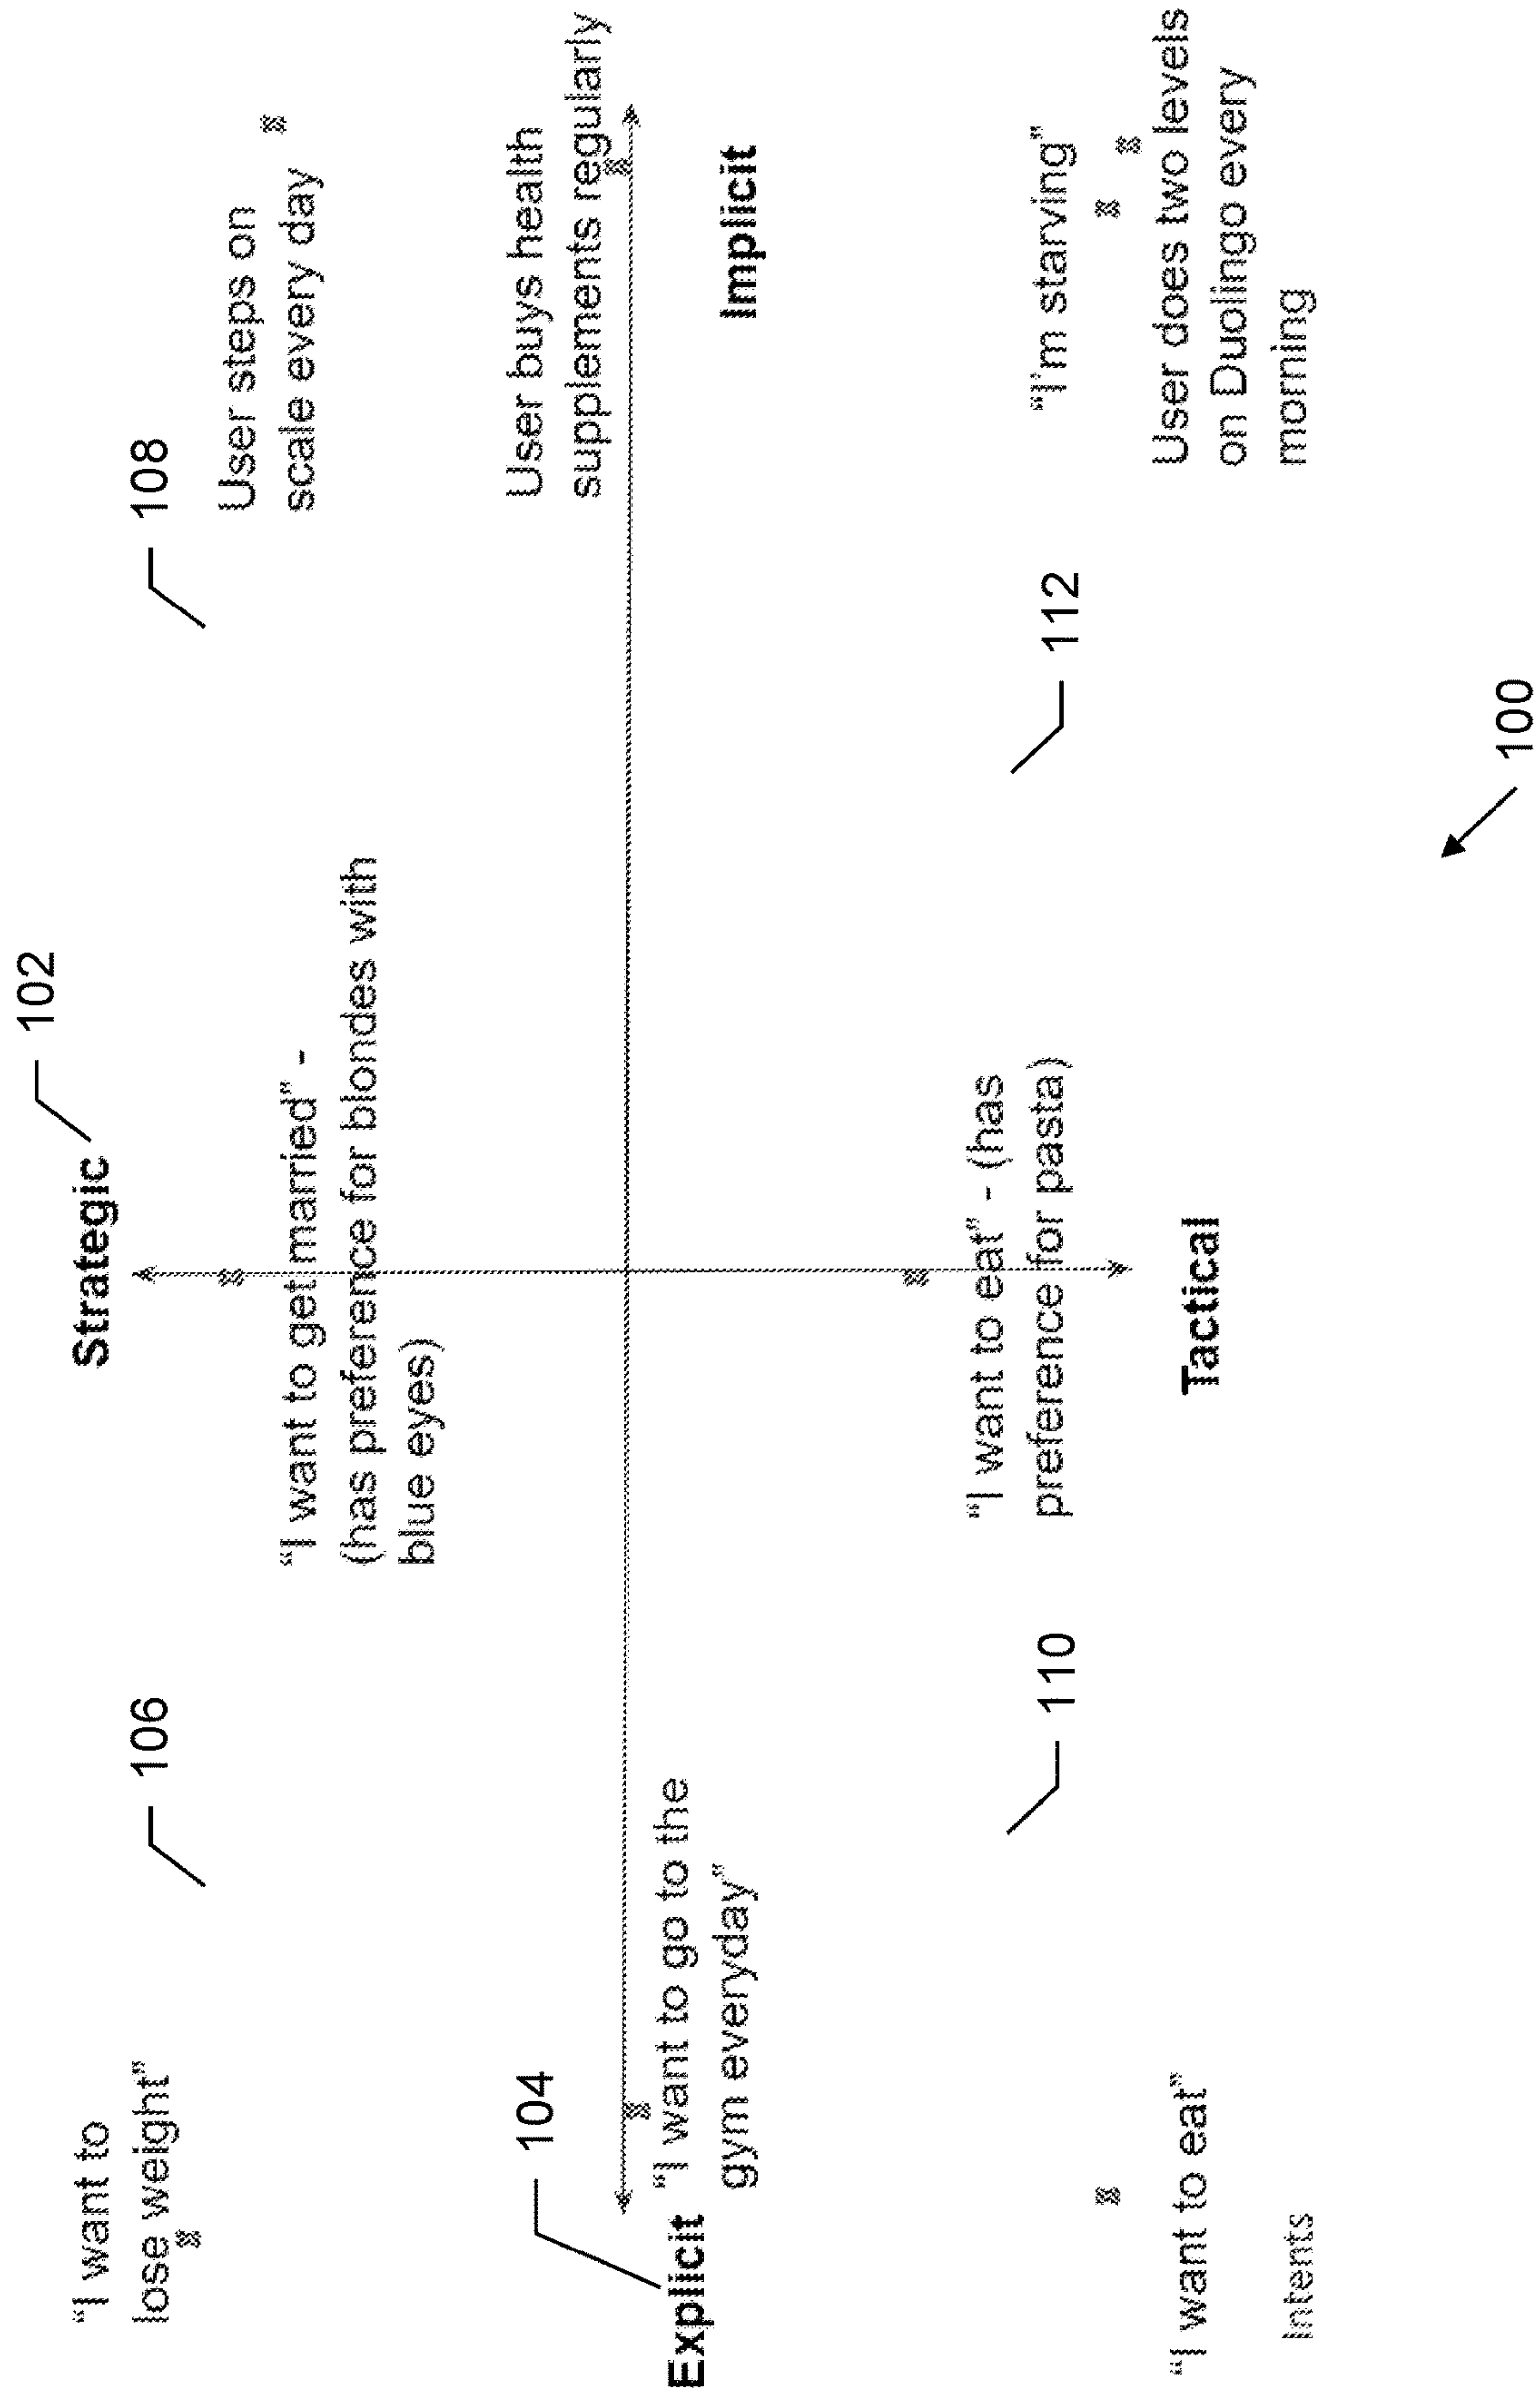 102
Strategic
106
108
"I want to
lose weight"
User steps on
scale every day
"I want to get married" -
(has preference for blondes with
blue eyes)
104
User buys health
supplements regularly
Explicit
"I want to go to the
gym everyday"
Implicit
"I want to eat" - (has
preference for pasta)
110
112
"I'm starving"
"I want to eat"
Tactical
User does two levels
on Duolingo every
morning
Intents
100